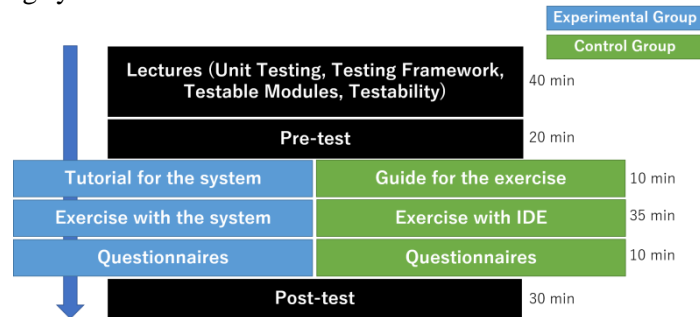 Experimental Group
Control Group
Lectures (Unit Testing, Testing Framework,
Testable Modules, Testability)
40 min
Pre-test
20 min
Tutorial for the system
Guide for the exercise
10 min
Exercise with the system
Exercise with IDE
35 min
Questionnaires
Questionnaires
10 min
Post-test
30 min